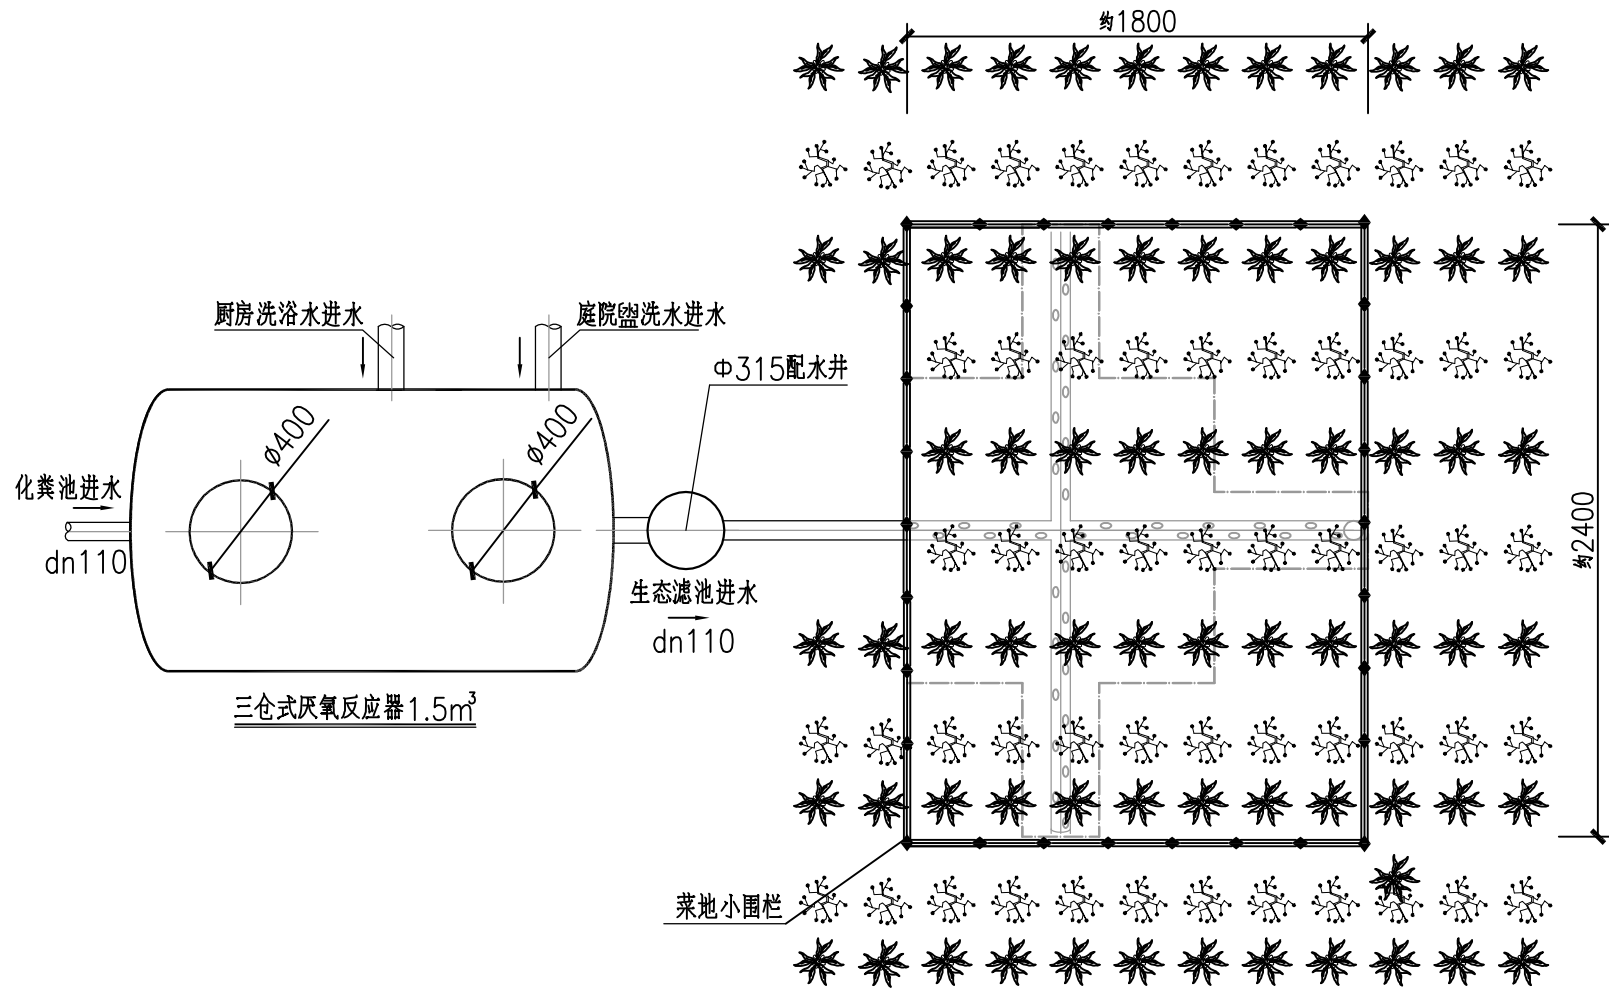 约1800
厨房洗浴水进水
庭院盥洗水进水
Φ315配水井
ϕ400
ϕ400
化粪池进水
dn110
约2400
生态滤池进水
dn110
三仓式厌氧反应器1.5m³
菜地小围栏